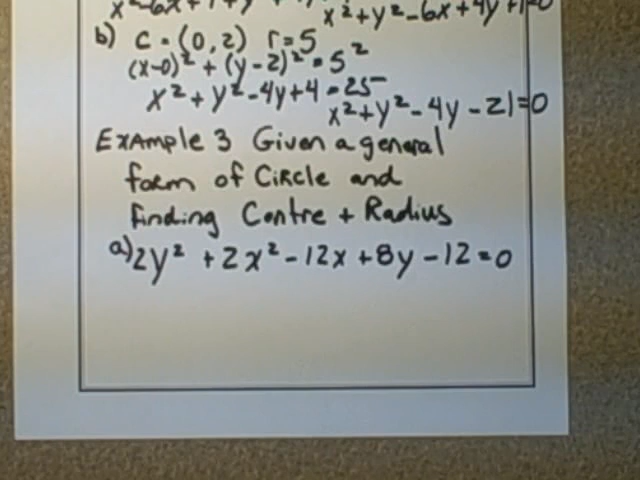 x²+y²-6x+4y+1=0
b) C=(0,2) r=5
(x-0)²+(y-2)²=5²
x²+y²-4y+4=25
x²+y²-4y-21=0
Example 3 Given a general
form of Circle and
finding Centre + Radius
a) 2y²+2x²-12x+8y-12=0